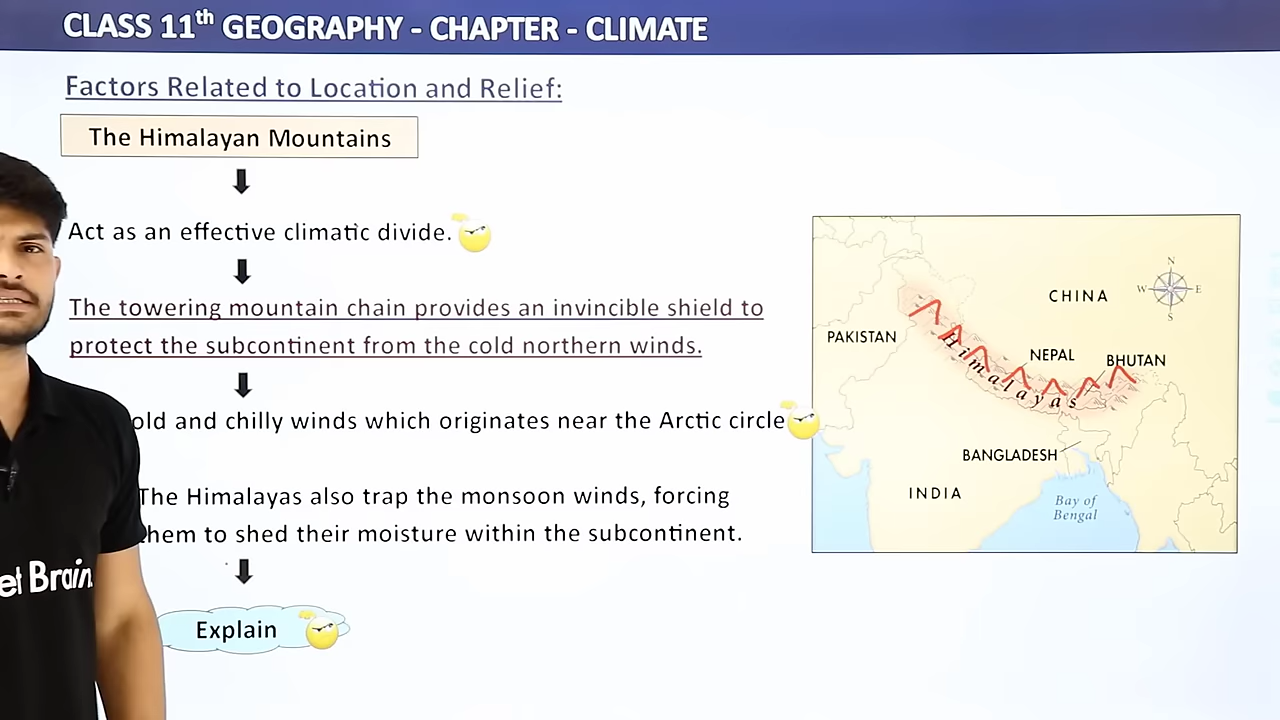 CLASS 11th GEOGRAPHY - CHAPTER - CLIMATE
Factors Related to Location and Relief:
The Himalayan Mountains
Act as an effective climatic divide.
The towering mountain chain provides an invincible shield to
protect the subcontinent from the cold northern winds.
old and chilly winds which originates near the Arctic circle
The Himalayas also trap the monsoon winds, forcing
them to shed their moisture within the subcontinent.
Explain
et Brain
N
W E
S
CHINA
PAKISTAN
NEPAL
BHUTAN
Himalayas
BANGLADESH
INDIA
Bay of
Bengal